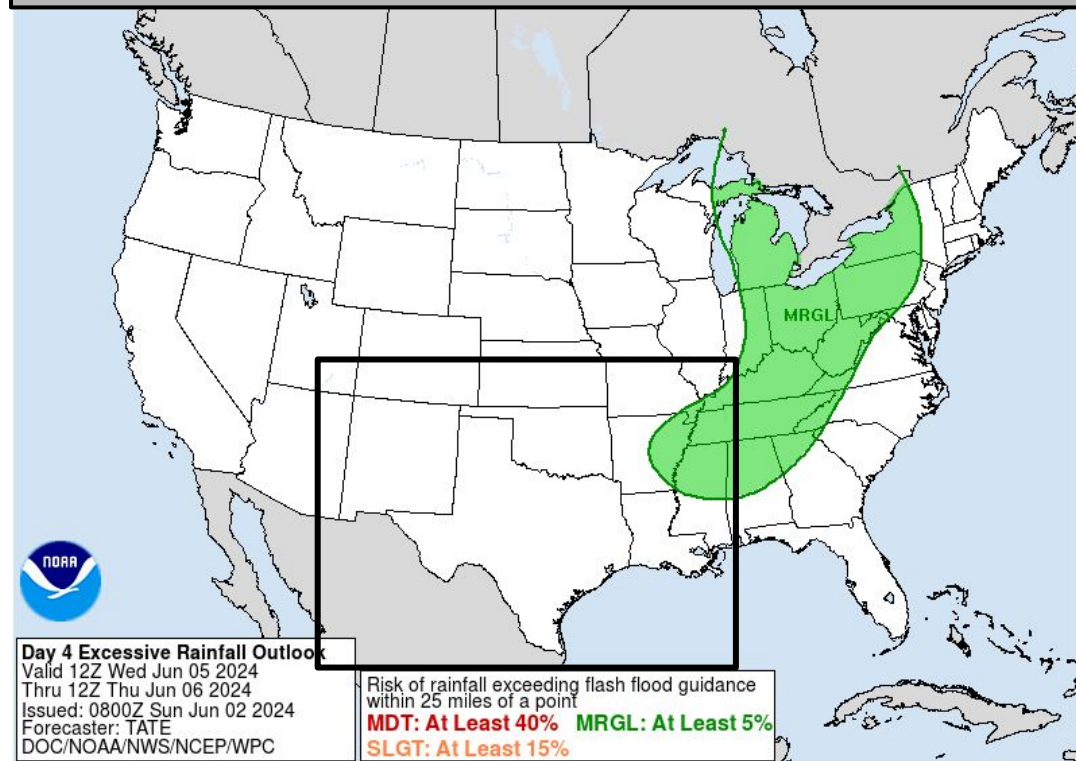 MRGL
NOAA
Day 4 Excessive Rainfall Outlook
Valid 12Z Wed Jun 05 2024
Thru 12Z Thu Jun 06 2024
Issued: 0800Z Sun Jun 02 2024
Forecaster: TATE
DOC/NOAA/NWS/NCEP/WPC
Risk of rainfall exceeding flash flood guidance
within 25 miles of a point
MDT: At Least 40% MRGL: At Least 5%
SLGT: At Least 15%